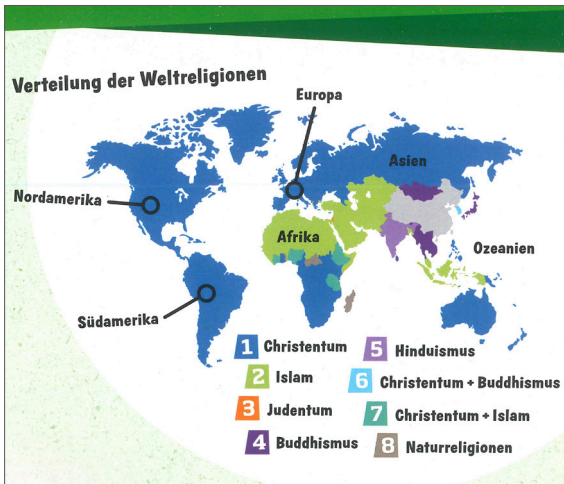 Verteilung der Weltreligionen
Europa
Asien
Nordamerika
Afrika
Ozeanien
Südamerika
1 Christentum
2 Islam
3 Judentum
4 Buddhismus
5 Hinduismus
6 Christentum + Buddhismus
7 Christentum + Islam
8 Naturreligionen